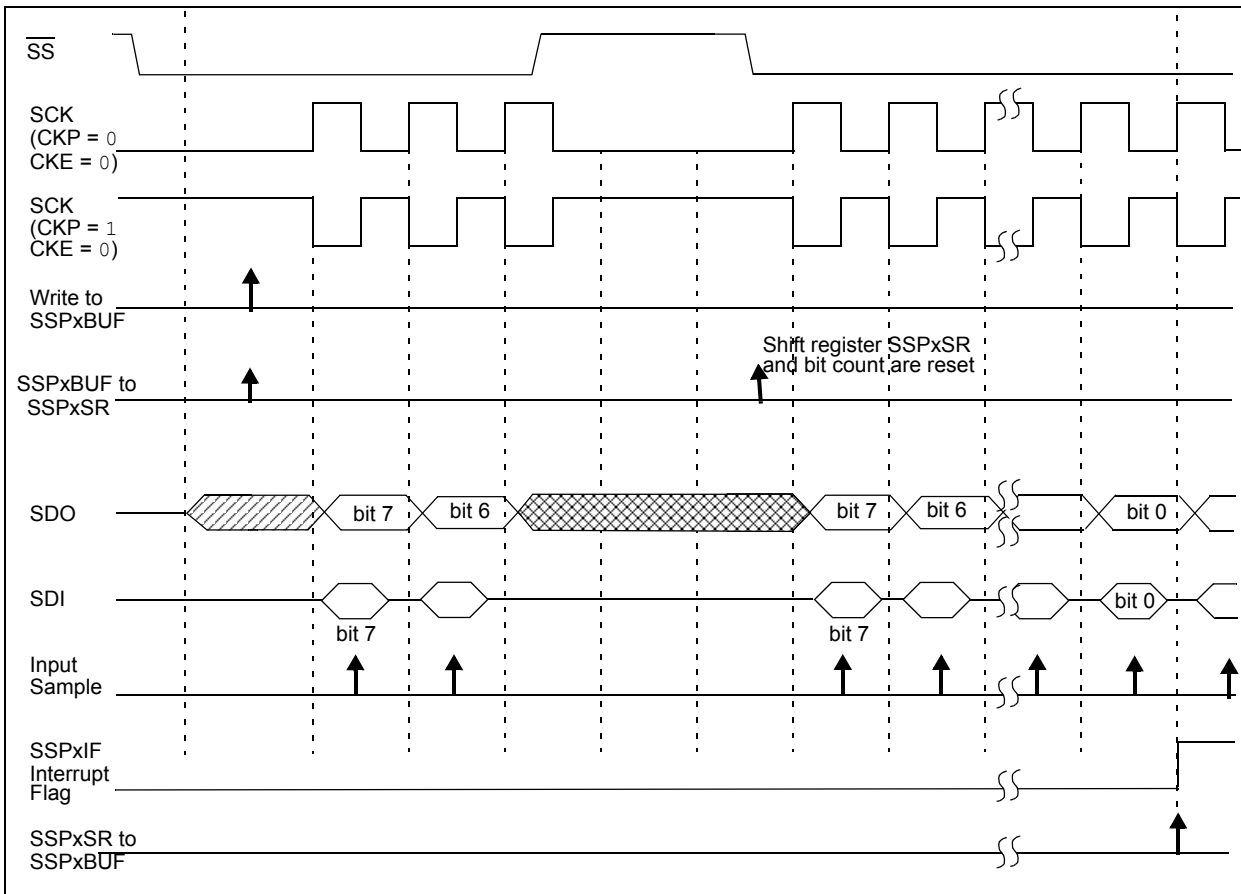 SS
SCK
(CKP = 0
CKE = 0)
SCK
(CKP = 1
CKE = 0)
Write to
SSPxBUF
Shift register SSPxSR
and bit count are reset
SSPxBUF to
SSPxSR
SDO
bit 7
bit 6
bit 7
bit 6
bit 0
SDI
bit 0
bit 7
bit 7
Input
Sample
SSPxIF
Interrupt
Flag
SSPxSR to
SSPxBUF